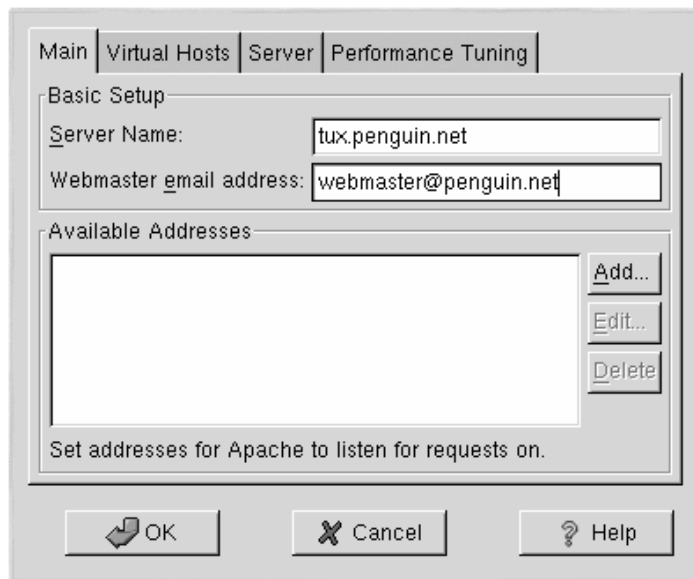 Main Virtual Hosts Server Performance Tuning
Basic Setup
Server Name: tux.penguin.net
Webmaster email address: webmaster@penguin.net
Available Addresses
Add...
Edit...
Delete
Set addresses for Apache to listen for requests on.
OK Cancel Help